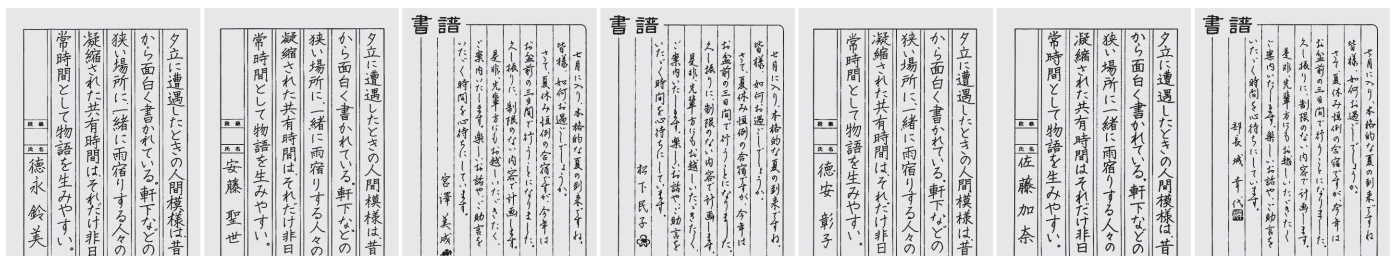 夕立に遭遇したときの人間模様は、昔
から面白く書かれている。軒下などの
狭い場所に、一緒に雨宿りする人々の
凝縮された共有時間は、それだけ非日
常時間として物語を生みやすい。
段級
氏名
徳永鈴美
夕立に遭遇したときの人間模様は、昔
から面白く書かれている。軒下などの
狭い場所に、一緒に雨宿りする人々の
凝縮された共有時間は、それだけ非日
常時間として物語を生みやすい。
段級
氏名
安藤聖世
書譜
七月に入り、本格的な夏の到来ですね。
皆様、如何お過ごしでしょうか。
さて、夏休み恒例の合宿ですが、今年は
お盆前の三日間で行うことになりました。
久し振りに、制限のない内容で計画します。
是非、先輩方にもお越しいただきたく、
ご案内いたします。楽しいお話や、ご助言を
いただく時間を心待ちにしています。
宮澤美咸
書譜
七月に入り、本格的な夏の到来ですね。
皆様、如何お過ごしでしょうか。
さて、夏休み恒例の合宿ですが、今年は
お盆前の三日間で行うことになりました。
久し振りに、制限のない内容で計画します。
是非、先輩方にもお越しいただきたく、
ご案内いたします。楽しいお話や、ご助言を
いただく時間を心待ちにしています。
松下民子
夕立に遭遇したときの人間模様は、昔
から面白く書かれている。軒下などの
狭い場所に、一緒に雨宿りする人々の
凝縮された共有時間は、それだけ非日
常時間として物語を生みやすい。
段級
氏名
徳安彰子
夕立に遭遇したときの人間模様は、昔
から面白く書かれている。軒下などの
狭い場所に一緒に雨宿りする人々の
凝縮された共有時間は、それだけ非日
常時間として物語を生みやすい。
段級
氏名
佐藤加奈
書譜
七月に入り、本格的な夏の到来ですね。
皆様、如何お過ごしでしょうか。
さて、夏休み恒例の合宿ですが、今年は
お盆前の三日間で行うことになりました。
久し振りに、制限のない内容で計画します。
是非、先輩方にもお越しいただきたく
ご案内いたします。楽しいお話や、ご助言を
いただく時間を心待ちにしています。
部長城幸代